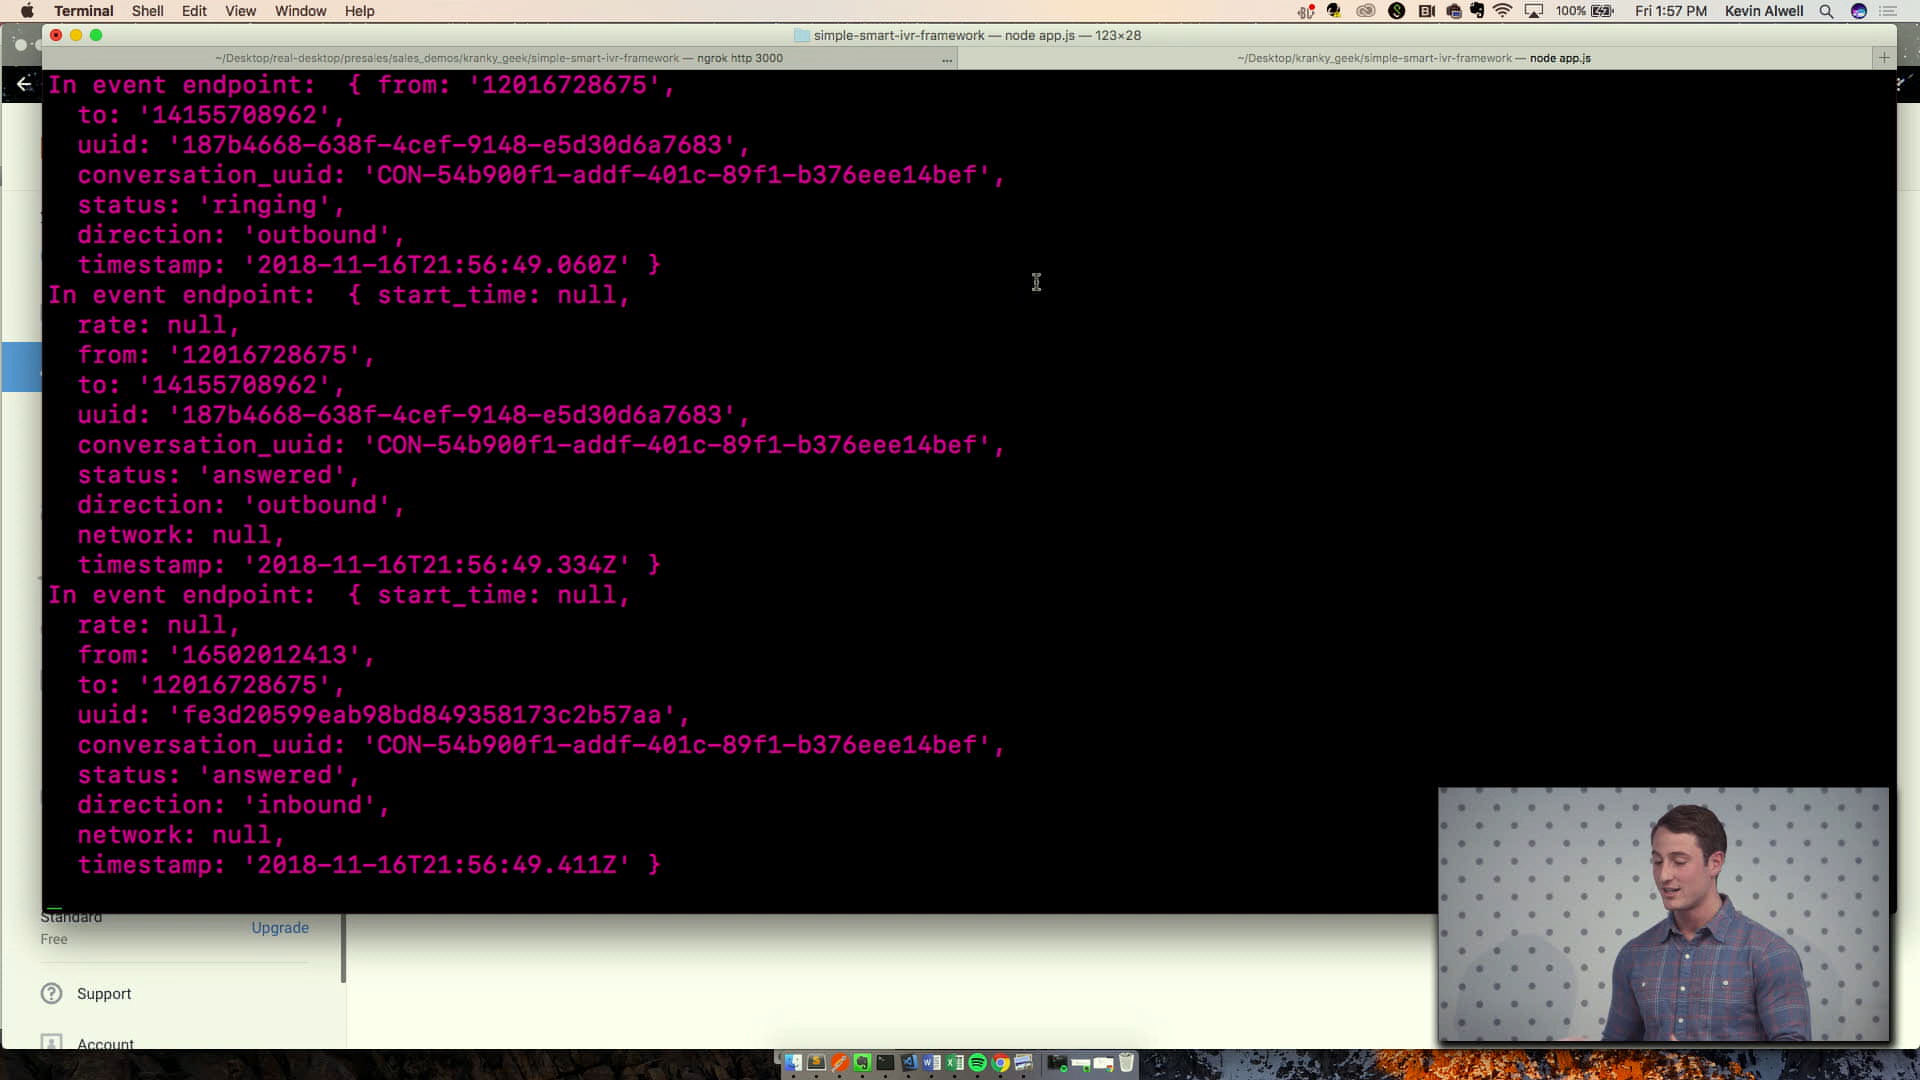 Terminal Shell Edit View Window Help
100% Fri 1:57 PM Kevin Alwell
simple-smart-ivr-framework — node app.js — 123×28
~/Desktop/real-desktop/presales/sales_demos/kranky_geek/simple-smart-ivr-framework — ngrok http 3000 ...
~/Desktop/kranky_geek/simple-smart-ivr-framework — node app.js +
In event endpoint: { from: '12016728675',
to: '14155708962',
uuid: '187b4668-638f-4cef-9148-e5d30d6a7683',
conversation_uuid: 'CON-54b900f1-addf-401c-89f1-b376eee14bef',
status: 'ringing',
direction: 'outbound',
timestamp: '2018-11-16T21:56:49.060Z' }
In event endpoint: { start_time: null,
rate: null,
from: '12016728675',
to: '14155708962',
uuid: '187b4668-638f-4cef-9148-e5d30d6a7683',
conversation_uuid: 'CON-54b900f1-addf-401c-89f1-b376eee14bef',
status: 'answered',
direction: 'outbound',
network: null,
timestamp: '2018-11-16T21:56:49.334Z' }
In event endpoint: { start_time: null,
rate: null,
from: '16502012413',
to: '12016728675',
uuid: 'fe3d20599eab98bd849358173c2b57aa',
conversation_uuid: 'CON-54b900f1-addf-401c-89f1-b376eee14bef',
status: 'answered',
direction: 'inbound',
network: null,
timestamp: '2018-11-16T21:56:49.411Z' }
Standard
Free
Upgrade
Support
Account